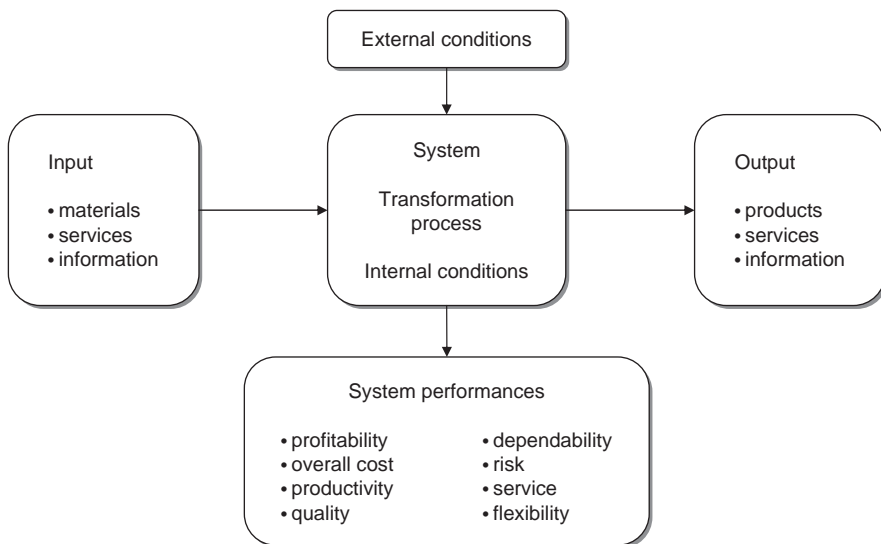 External conditions
Input
• materials
• services
• information
System
Transformation
process
Internal conditions
Output
• products
• services
• information
System performances
• profitability
• overall cost
• productivity
• quality
• dependability
• risk
• service
• flexibility